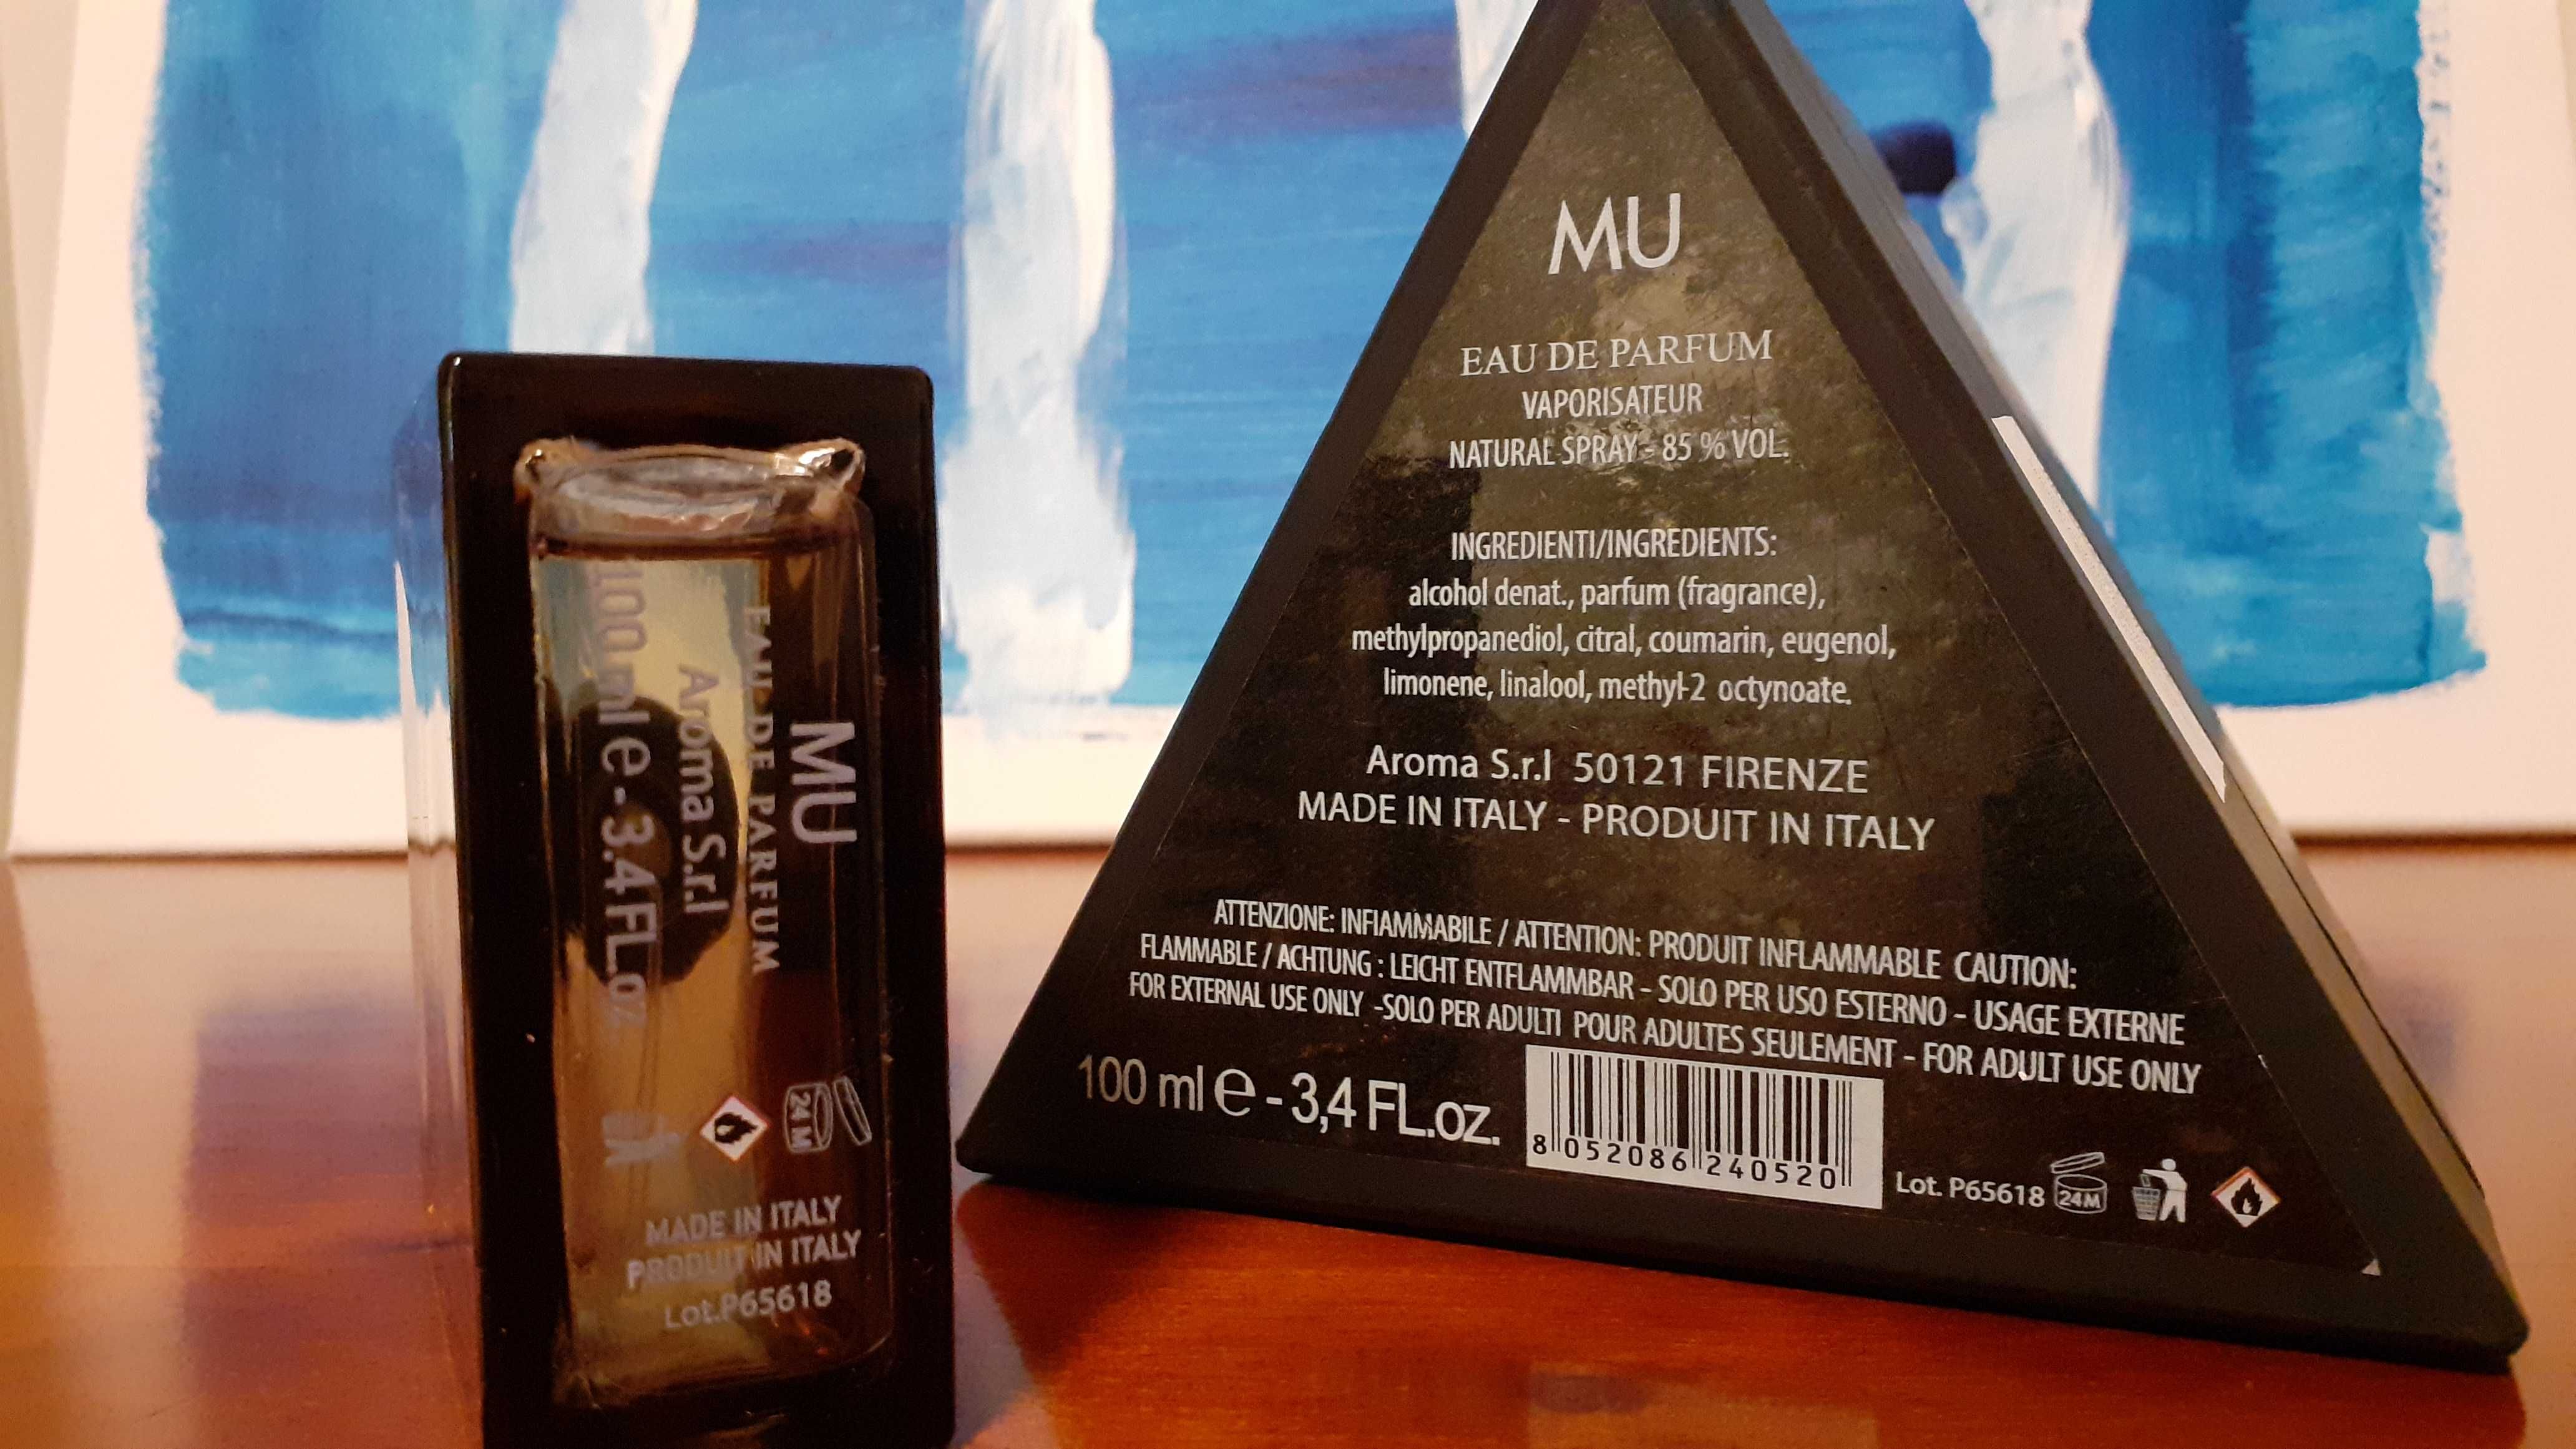 MU
EAU DE PARFUM
Aroma S.r.l
100 ml e - 3.4 FL.oz
24 M
MADE IN ITALY
PRODUIT IN ITALY
Lot.P65618
MU
EAU DE PARFUM
VAPORISATEUR
NATURAL SPRAY - 85 % VOL.
INGREDIENTI/INGREDIENTS:
alcohol denat., parfum (fragrance),
methylpropanediol, citral, coumarin, eugenol,
limonene, linalool, methyl-2 octynoate.
Aroma S.r.l 50121 FIRENZE
MADE IN ITALY - PRODUIT IN ITALY
ATTENZIONE: INFIAMMABILE / ATTENTION: PRODUIT INFLAMMABLE CAUTION:
FLAMMABLE / ACHTUNG : LEICHT ENTFLAMMBAR - SOLO PER USO ESTERNO - USAGE EXTERNE
FOR EXTERNAL USE ONLY -SOLO PER ADULTI POUR ADULTES SEULEMENT - FOR ADULT USE ONLY
100 ml e - 3,4 FL.oz.
8 052086 240520
Lot. P65618 24M